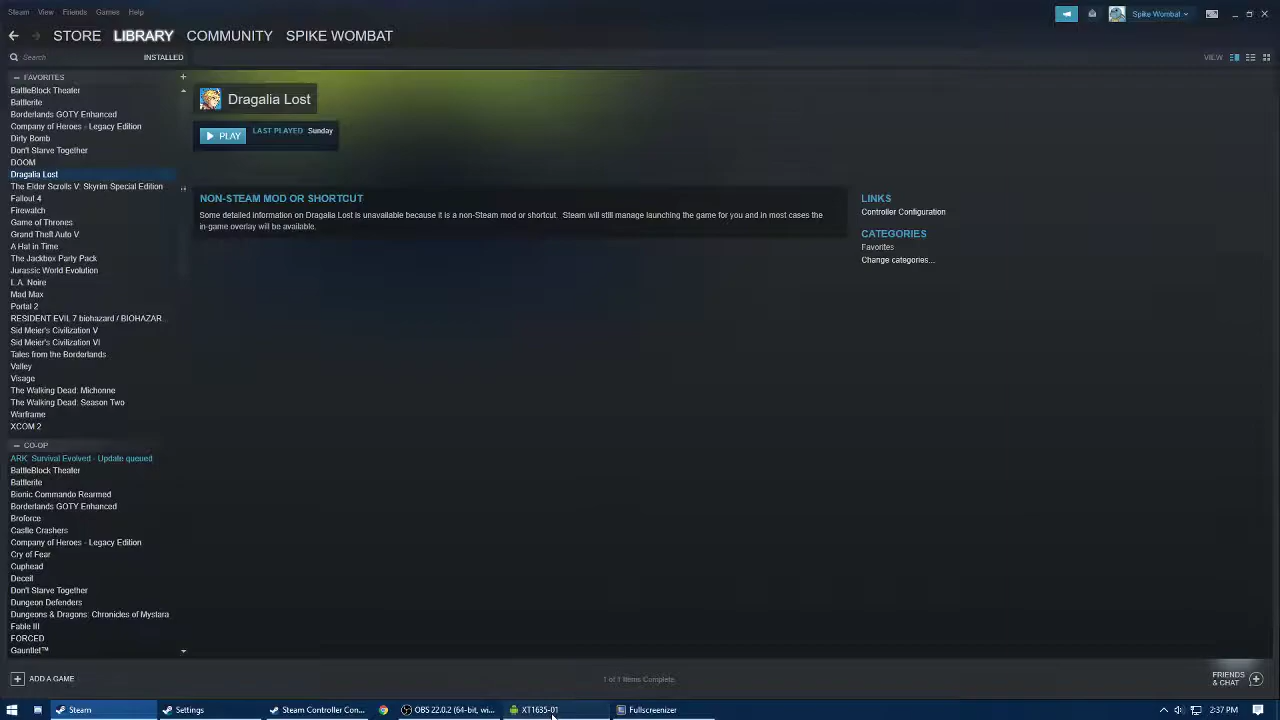 Steam View Friends Games Help
Spike Wombat
STORE LIBRARY COMMUNITY SPIKE WOMBAT
Search INSTALLED VIEW
FAVORITES
BattleBlock Theater
Battlerite
Borderlands GOTY Enhanced
Company of Heroes - Legacy Edition
Dirty Bomb
Don't Starve Together
DOOM
Dragalia Lost
The Elder Scrolls V: Skyrim Special Edition
Fallout 4
Firewatch
Game of Thrones
Grand Theft Auto V
A Hat in Time
The Jackbox Party Pack
Jurassic World Evolution
L.A. Noire
Mad Max
Portal 2
RESIDENT EVIL 7 biohazard / BIOHAZAR...
Sid Meier's Civilization V
Sid Meier's Civilization VI
Tales from the Borderlands
Valley
Visage
The Walking Dead: Michonne
The Walking Dead: Season Two
Warframe
XCOM 2
CO-OP
ARK: Survival Evolved - Update queued
BattleBlock Theater
Battlerite
Bionic Commando Rearmed
Borderlands GOTY Enhanced
Broforce
Castle Crashers
Company of Heroes - Legacy Edition
Cry of Fear
Cuphead
Deceit
Don't Starve Together
Dungeon Defenders
Dungeons & Dragons: Chronicles of Mystara
Fable III
FORCED
Gauntlet™
Dragalia Lost
PLAY LAST PLAYED Sunday
NON-STEAM MOD OR SHORTCUT
Some detailed information on Dragalia Lost is unavailable because it is a non-Steam mod or shortcut. Steam will still manage launching the game for you and in most cases the
in-game overlay will be available.
LINKS
Controller Configuration
CATEGORIES
Favorites
Change categories...
ADD A GAME
1 of 1 Items Complete
FRIENDS
& CHAT
Steam Settings Steam Controller Con... OBS 22.0.2 (64-bit, wi... XT1635-01 Fullscreenizer 2:37 PM